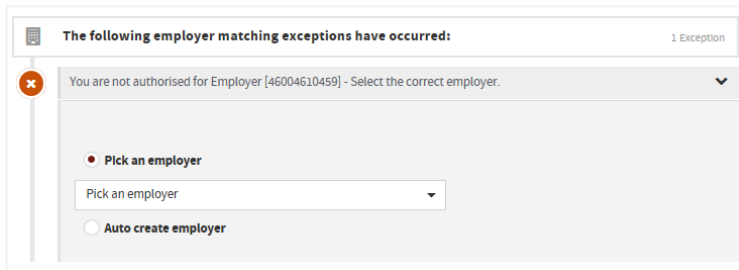 The following employer matching exceptions have occurred: 1 Exception
You are not authorised for Employer [46004610459] - Select the correct employer.
Pick an employer
Pick an employer
Auto create employer